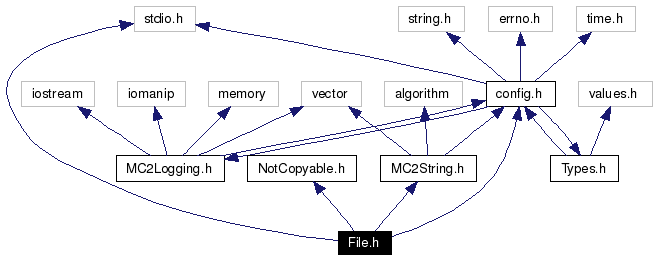 stdio.h string.h errno.h time.h
iostream iomanip memory vector algorithm config.h values.h
MC2Logging.h NotCopyable.h MC2String.h Types.h
File.h